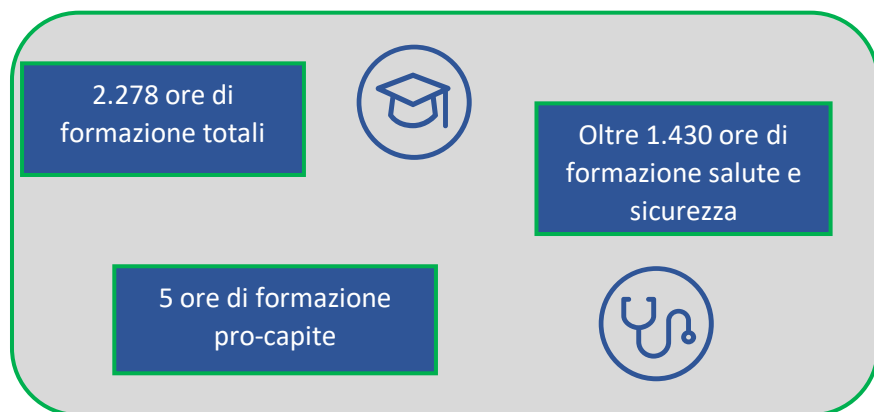 2.278 ore di
formazione totali
Oltre 1.430 ore di
formazione salute e
sicurezza
5 ore di formazione
pro-capite